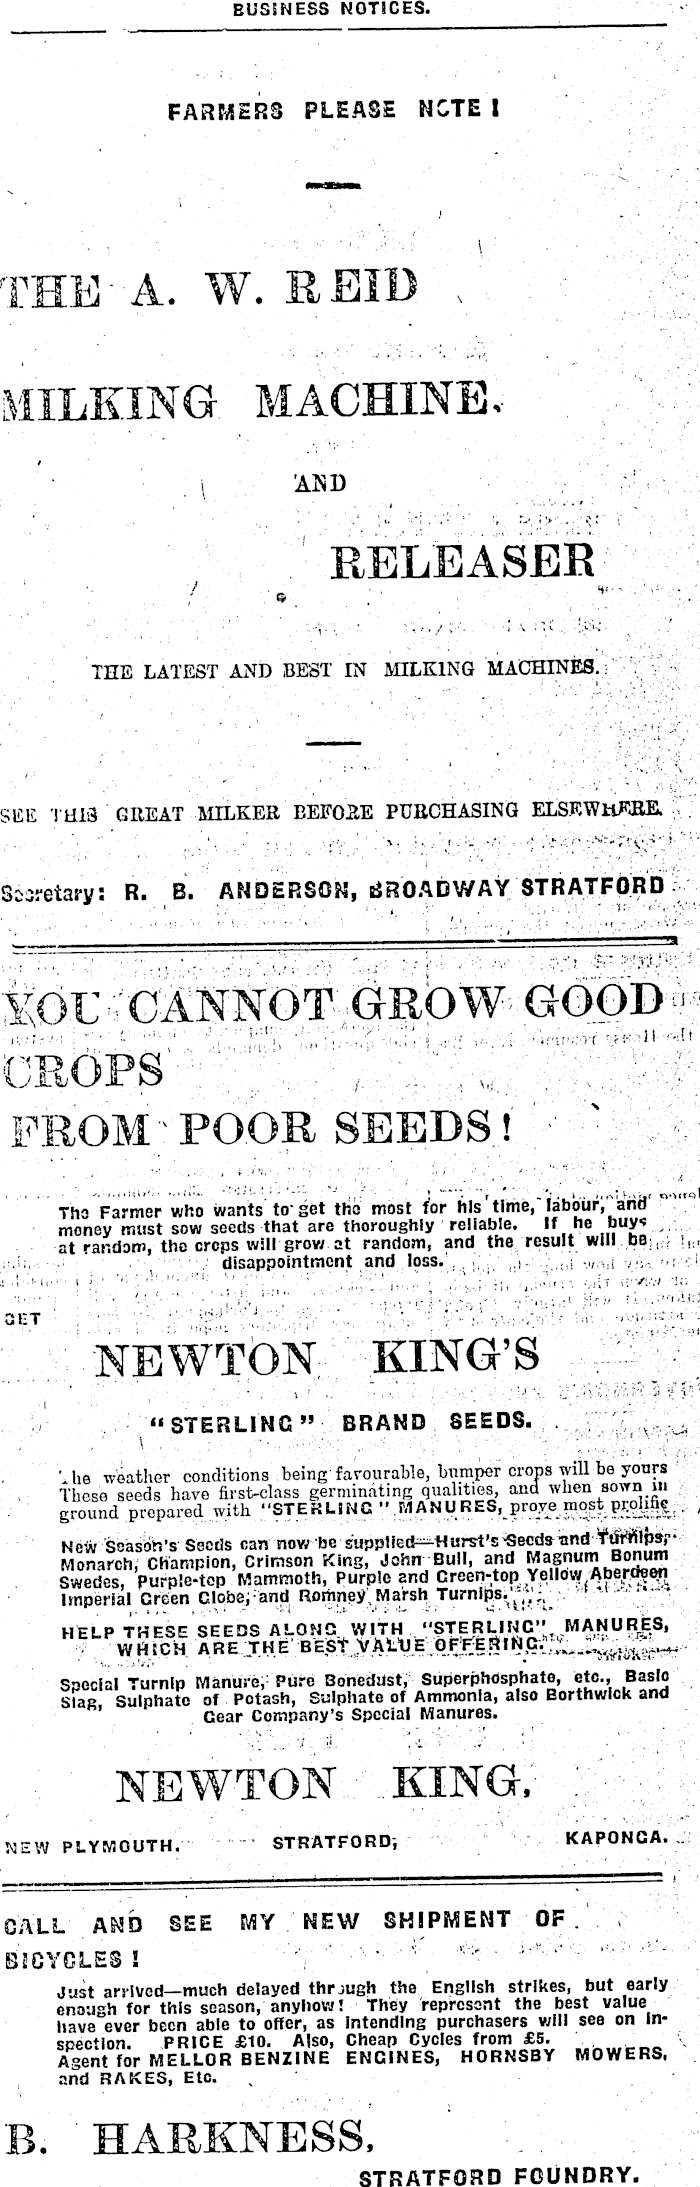 BUSINESS NOTICES.
FARMERS PLEASE NOTE!
THE A. W. REID
MILKING MACHINE.
AND
RELEASER
THE LATEST AND BEST IN MILKING MACHINES.
SEE THIS GREAT MILKER BEFORE PURCHASING ELSEWHERE.
Secretary: R. B. ANDERSON, BROADWAY STRATFORD
YOU CANNOT GROW GOOD
CROPS
FROM POOR SEEDS!
The Farmer who wants to get the most for his time, labour, and
money must sow seeds that are thoroughly reliable. If he buys
at random, the crops will grow at random, and the result will be
disappointment and loss.
GET
NEWTON KING'S
"STERLING" BRAND SEEDS.
The weather conditions being favourable, bumper crops will be yours
These seeds have first-class germinating qualities, and when sown in
ground prepared with "STERLING" MANURES, prove most prolific
New Season's Seeds can now be supplied—Hurst's Seeds and Turnips,
Monarch, Champion, Crimson King, John Bull, and Magnum Bonum
Swedes, Purple-top Mammoth, Purple and Green-top Yellow Aberdeen
Imperial Green Globe, and Romney Marsh Turnips.
HELP THESE SEEDS ALONG WITH "STERLING" MANURES,
WHICH ARE THE BEST VALUE OFFERING.
Special Turnip Manure, Pure Bonedust, Superphosphate, etc., Basic
Slag, Sulphate of Potash, Sulphate of Ammonia, also Borthwick and
Gear Company's Special Manures.
NEWTON KING,
NEW PLYMOUTH. STRATFORD, KAPONGA.
CALL AND SEE MY NEW SHIPMENT OF
BICYCLES!
Just arrived—much delayed through the English strikes, but early
enough for this season, anyhow! They represent the best value
have ever been able to offer, as intending purchasers will see on in-
spection. PRICE £10. Also, Cheap Cycles from £5.
Agent for MELLOR BENZINE ENGINES, HORNSBY MOWERS,
and RAKES, Etc.
B. HARKNESS,
STRATFORD FOUNDRY.